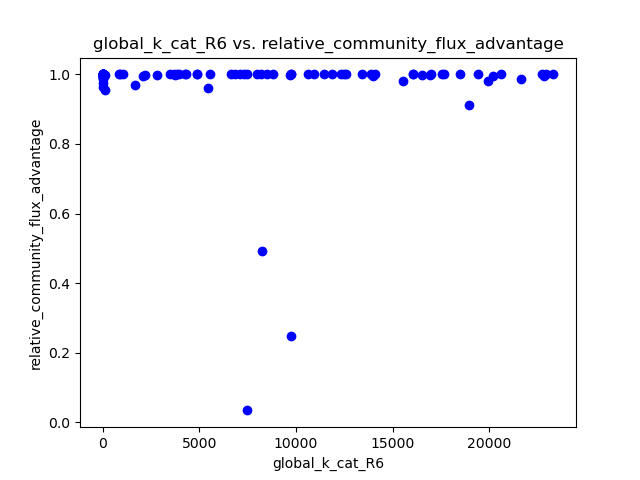 global_k_cat_R6 vs. relative_community_flux_advantage
1.0
0.8
0.6
0.4
0.2
0.0
relative_community_flux_advantage
0 5000 10000 15000 20000
global_k_cat_R6